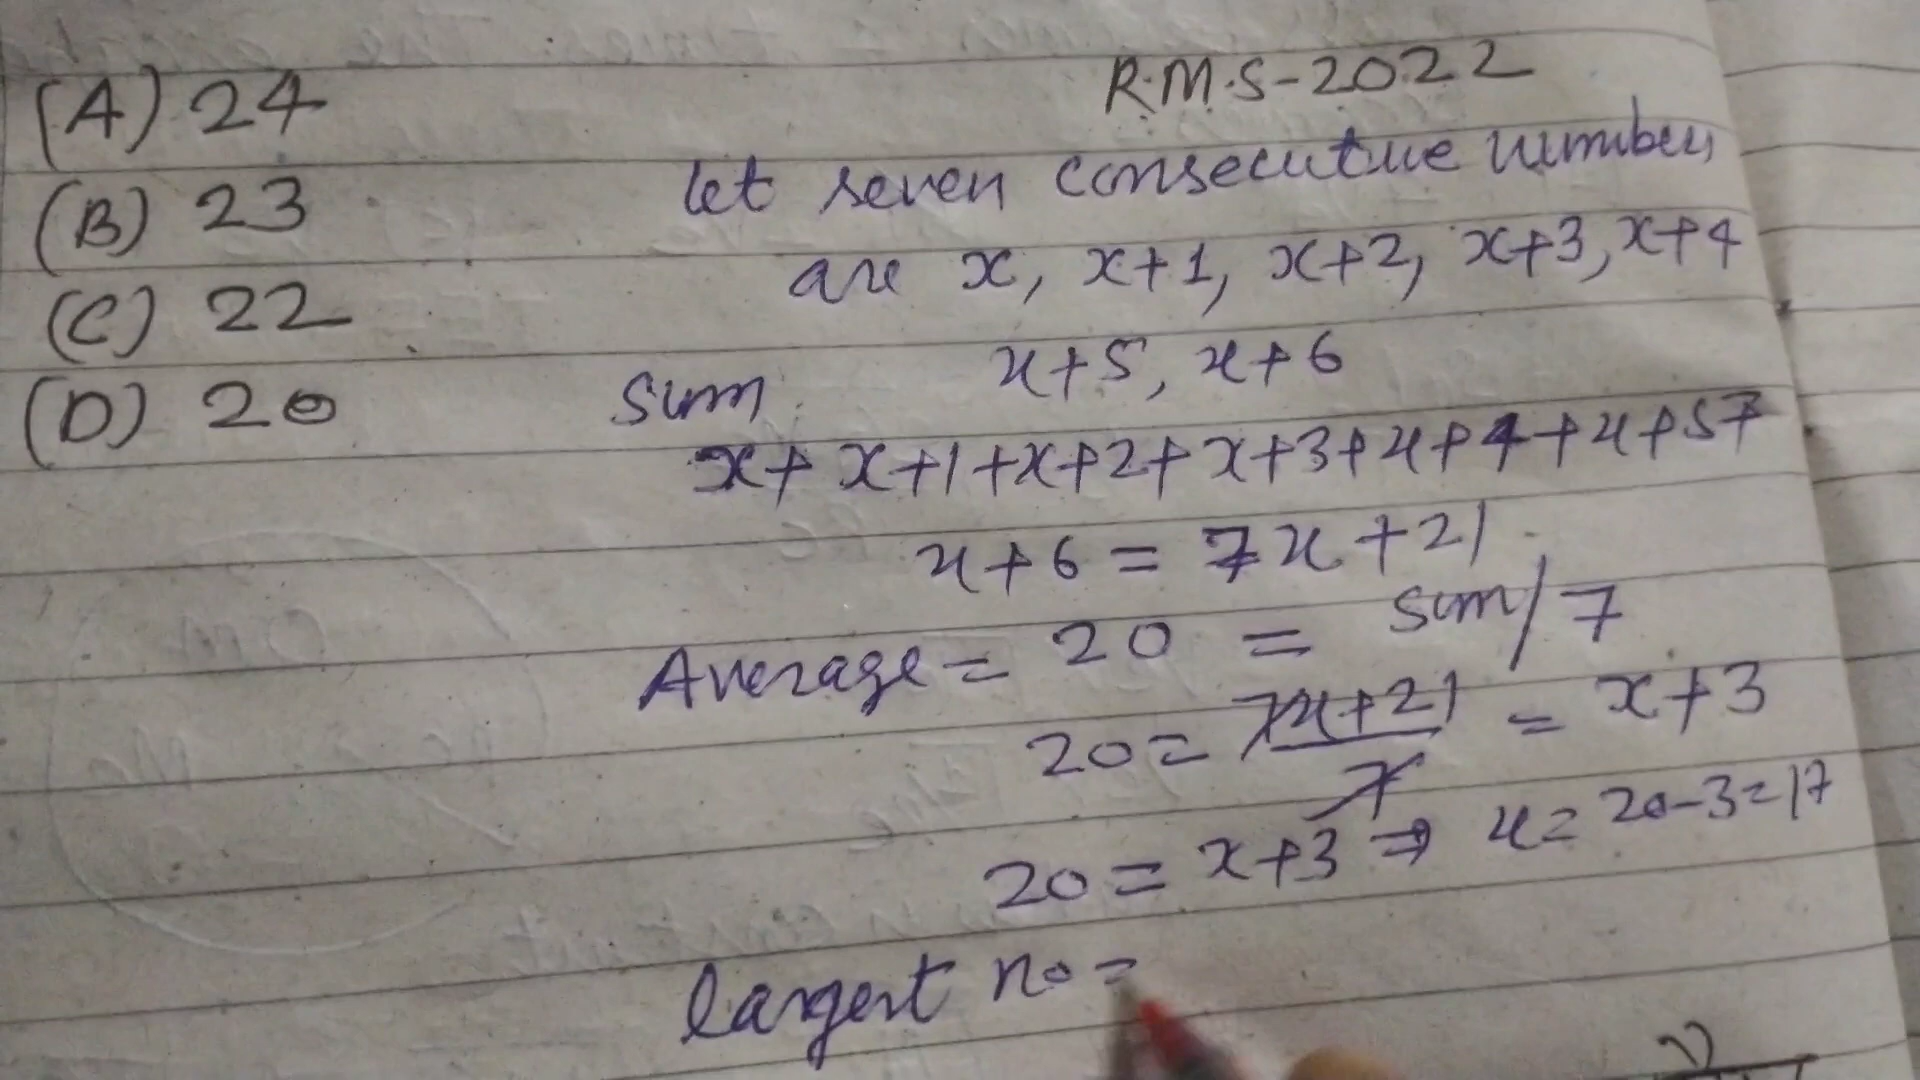 (A) 24
(B) 23
(C) 22
(D) 20
R.M.S-2022
let seven consecutive numbers
are x, x+1, x+2, x+3, x+4
x+5, x+6
Sum
x+ x+1+x+2+x+3+x+4+x+5+
x+6 = 7x+21
Average = 20 = sum/7
20 = 7x+21/7 = x+3
20 = x+3 ⇒ x = 20-3=17
largest no =